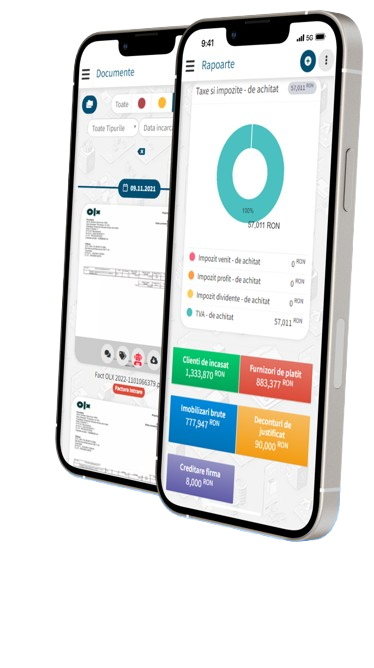 Documente
Toate
Toate Tipurile
Data incarc
09.11.2021
OLX
Fact OLX 2022-1101066379.p
Factura intrare
OLX
9:41
5G
Rapoarte
Taxe si impozite - de achitat
57,011 RON
100%
57,011 RON
Impozit venit - de achitat 0 RON
Impozit profit - de achitat 0 RON
Impozit dividente - de achitat 0 RON
TVA - de achitat 57,011 RON
Clienti de incasat
1,333,870 RON
Furnizori de platit
883,377 RON
Imobilizari brute
777,947 RON
Deconturi de
justificat
90,000 RON
Creditare firma
8,000 RON